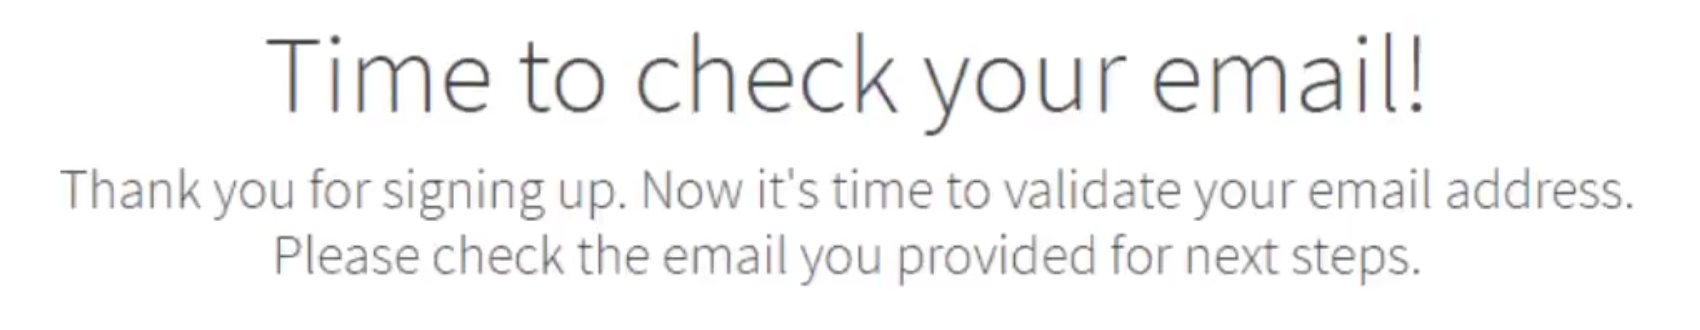 Time to check your email!
Thank you for signing up. Now it's time to validate your email address.
Please check the email you provided for next steps.